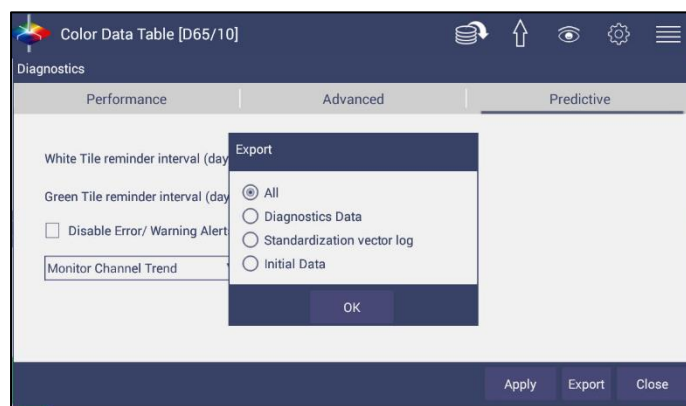 Color Data Table [D65/10]
Diagnostics
Performance
Advanced
Predictive
White Tile reminder interval (day
Green Tile reminder interval (day
Disable Error/ Warning Alert
Monitor Channel Trend
Export
All
Diagnostics Data
Standardization vector log
Initial Data
OK
Apply
Export
Close